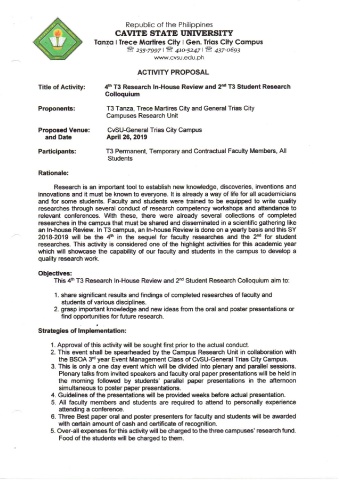 Republic of the Philippines
CAVITE STATE UNIVERSITY
Tanza I Trece Martires City I Gen. Trias City Campus
☏ 235-7997 I ☏ 410-5247 I ☏ 437-0693
www.cvsu.edu.ph
ACTIVITY PROPOSAL
Title of Activity: 4th T3 Research In-House Review and 2nd T3 Student Research
Colloquium
Proponents: T3 Tanza, Trece Martires City and General Trias City
Campuses Research Unit
Proposed Venue: CvSU-General Trias City Campus
and Date April 26, 2019
Participants: T3 Permanent, Temporary and Contractual Faculty Members, All
Students
Rationale:
Research is an important tool to establish new knowledge, discoveries, inventions and
innovations and it must be known to everyone. It is already a way of life for all academicians
and for some students. Faculty and students were trained to be equipped to write quality
researches through several conduct of research competency workshops and attendance to
relevant conferences. With these, there were already several collections of completed
researches in the campus that must be shared and disseminated in a scientific gathering like
an In-house Review. In T3 campus, an In-house Review is done on a yearly basis and this SY
2018-2019 will be the 4th in the sequel for faculty researches and the 2nd for student
researches. This activity is considered one of the highlight activities for this academic year
which will showcase the capability of our faculty and students in the campus to develop a
quality research work.
Objectives:
This 4th T3 Research In-House Review and 2nd Student Research Colloquium aim to:
1. share significant results and findings of completed researches of faculty and
students of various disciplines.
2. grasp important knowledge and new ideas from the oral and poster presentations or
find opportunities for future research.
Strategies of Implementation:
1. Approval of this activity will be sought first prior to the actual conduct.
2. This event shall be spearheaded by the Campus Research Unit in collaboration with
the BSOA 3rd year Event Management Class of CvSU-General Trias City Campus.
3. This is only a one day event which will be divided into plenary and parallel sessions.
Plenary talks from invited speakers and faculty oral paper presentations will be held in
the morning followed by students' parallel paper presentations in the afternoon
simultaneous to poster paper presentations.
4. Guidelines of the presentations will be provided weeks before actual presentation.
5. All faculty members and students are required to attend to personally experience
attending a conference.
6. Three Best paper oral and poster presenters for faculty and students will be awarded
with certain amount of cash and certificate of recognition.
5. Over-all expenses for this activity will be charged to the three campuses' research fund.
Food of the students will be charged to them.